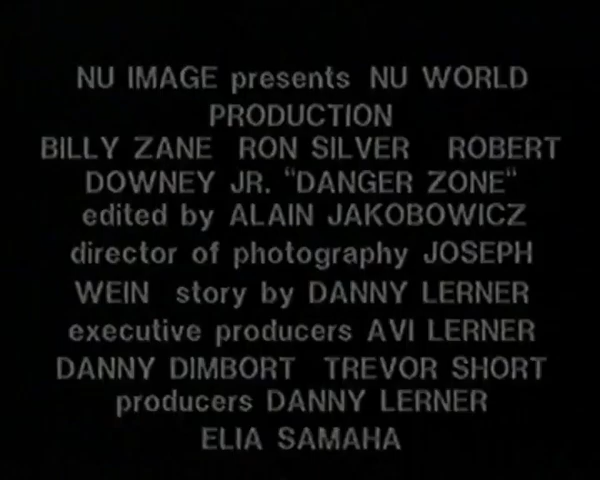 NU IMAGE presents NU WORLD
PRODUCTION
BILLY ZANE RON SILVER ROBERT
DOWNEY JR. "DANGER ZONE"
edited by ALAIN JAKOBOWICZ
director of photography JOSEPH
WEIN story by DANNY LERNER
executive producers AVI LERNER
DANNY DIMBORT TREVOR SHORT
producers DANNY LERNER
ELIA SAMAHA